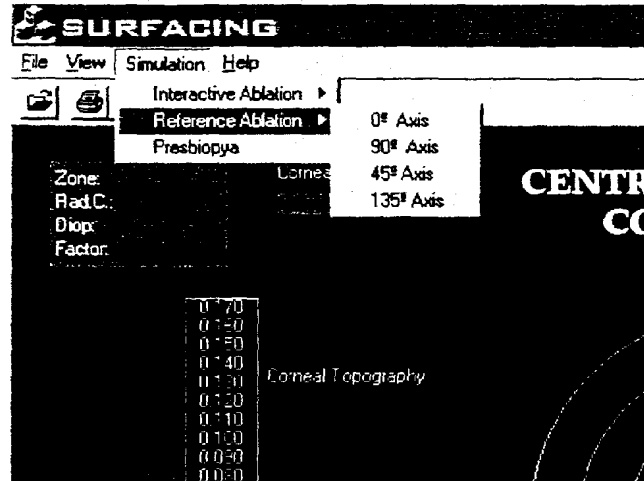 SURFACING
File View Simulation Help
Interactive Ablation
Reference Ablation
Presbiopya
0º Axis
90º Axis
45º Axis
135º Axis
Zone:
Rad.C.:
Diop:
Factor:
Cornea
CENTR
CO
0.170
0.160
0.150
0.140
0.130
0.120
0.110
0.100
0.090
0.080
Corneal Topography